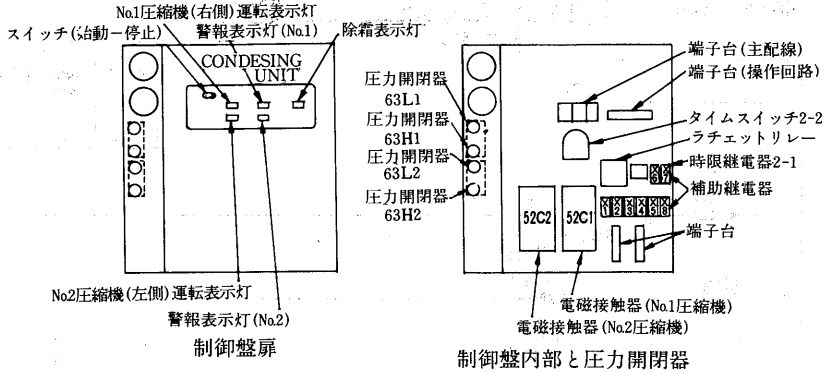 No.1圧縮機(右側)運転表示灯
スイッチ(始動ー停止)
警報表示灯(No.1)
除霜表示灯
CONDESING
UNIT
No.2圧縮機(左側)運転表示灯
警報表示灯(No.2)
制御盤扉
圧力開閉器
63L1
圧力開閉器
63H1
圧力開閉器
63L2
圧力開閉器
63H2
端子台(主配線)
端子台(操作回路)
タイムスイッチ2-2
ラチェットリレー
時限継電器2-1
補助継電器
端子台
52C2
52C1
X6
X7
X1
X2
X3
X4
X5
X8
電磁接触器(No.1圧縮機)
電磁接触器(No.2圧縮機)
制御盤内部と圧力開閉器